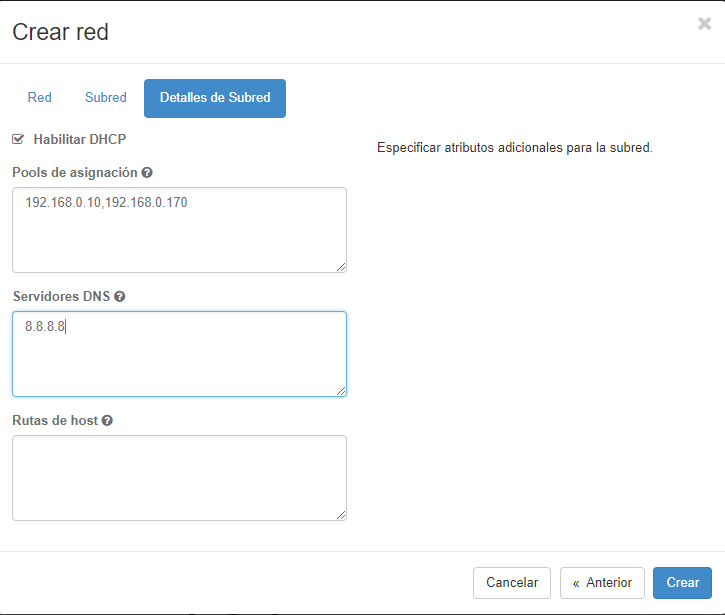 Crear red
Red
Subred
Detalles de Subred
Habilitar DHCP
Especificar atributos adicionales para la subred.
Pools de asignación
192.168.0.10,192.168.0.170
Servidores DNS
8.8.8.8
Rutas de host
Cancelar
« Anterior
Crear